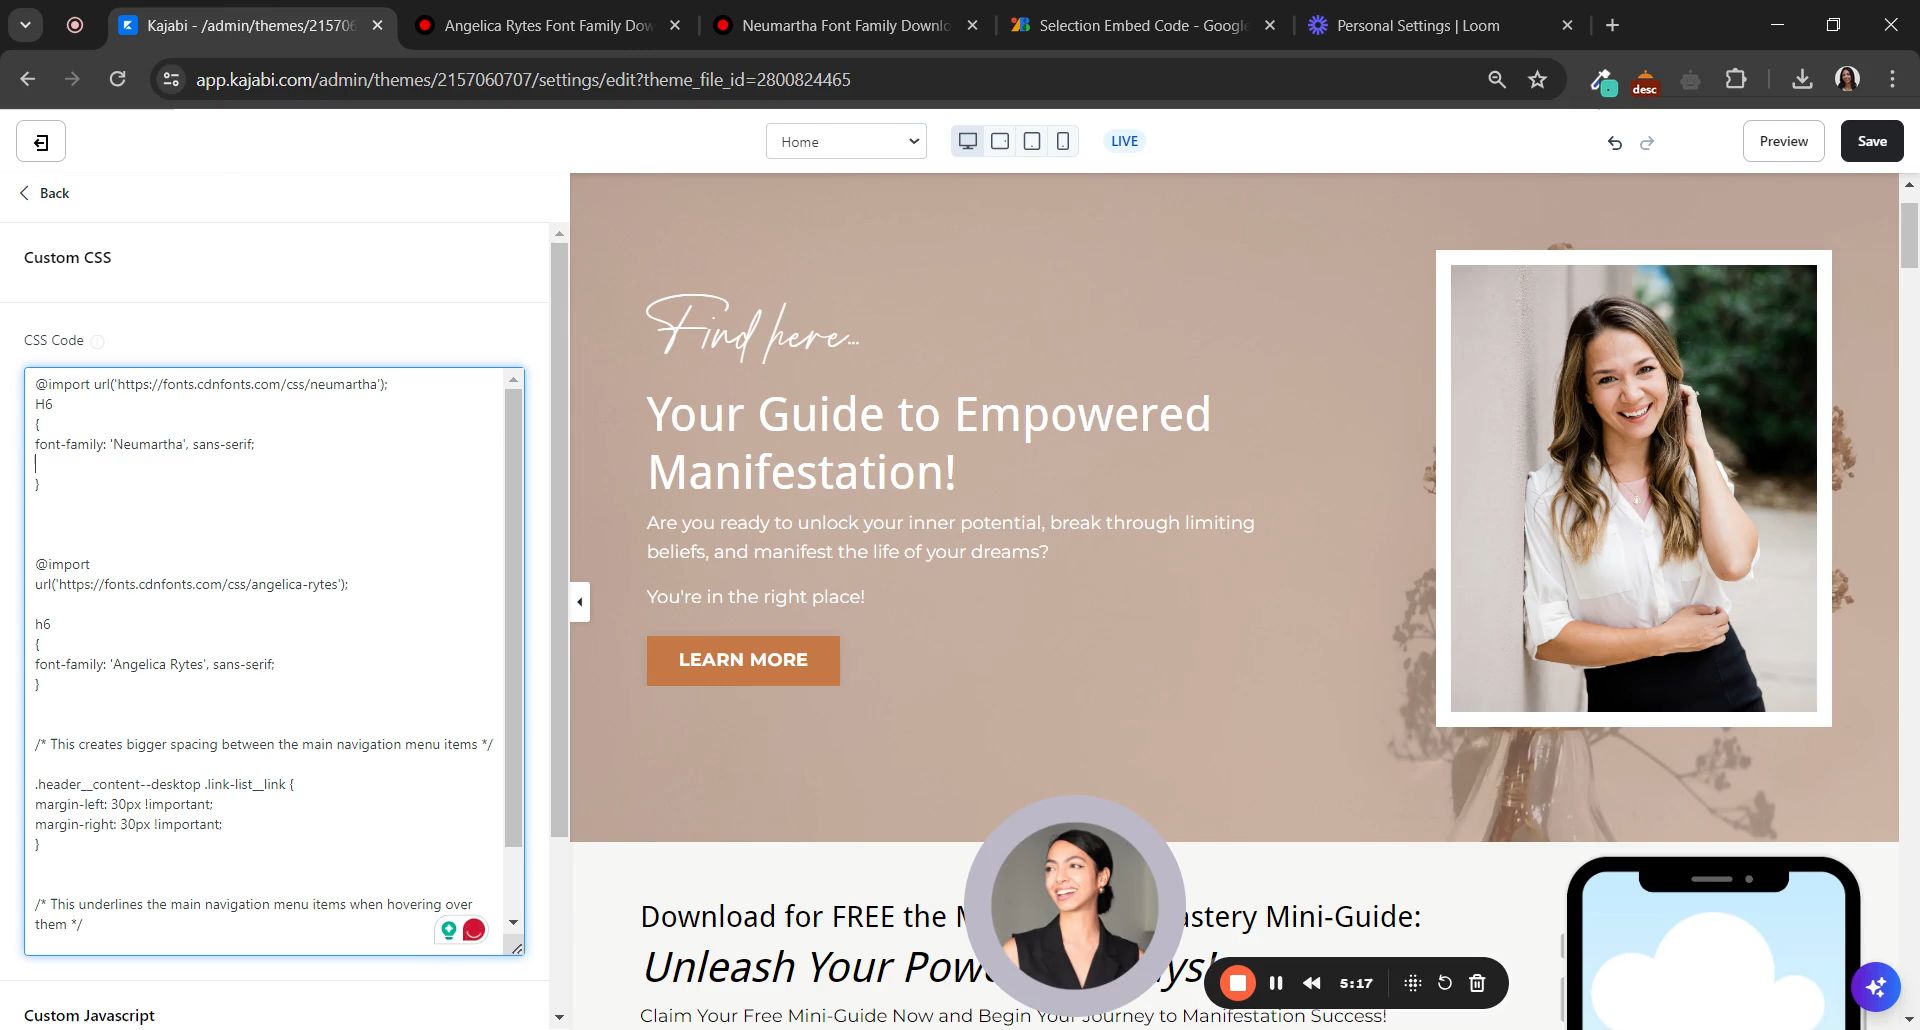 Kajabi - /admin/themes/215706
Angelica Rytes Font Family Dow
Neumartha Font Family Downlo
Selection Embed Code - Google
Personal Settings | Loom
app.kajabi.com/admin/themes/2157060707/settings/edit?theme_file_id=2800824465
desc
Home
LIVE
Preview
Save
Back
Custom CSS
CSS Code
@import url('https://fonts.cdnfonts.com/css/neumartha');
H6
{
font-family: 'Neumartha', sans-serif;
}
@import
url('https://fonts.cdnfonts.com/css/angelica-rytes');
h6
{
font-family: 'Angelica Rytes', sans-serif;
}
/* This creates bigger spacing between the main navigation menu items */
.header__content--desktop .link-list__link {
margin-left: 30px !important;
margin-right: 30px !important;
}
/* This underlines the main navigation menu items when hovering over
them */
Custom Javascript
Find here...
Your Guide to Empowered
Manifestation!
Are you ready to unlock your inner potential, break through limiting
beliefs, and manifest the life of your dreams?
You're in the right place!
LEARN MORE
Download for FREE the Mini-Guide:
Unleash Your
Claim Your Free Mini-Guide Now and Begin Your Journey to Manifestation Success!
5:17